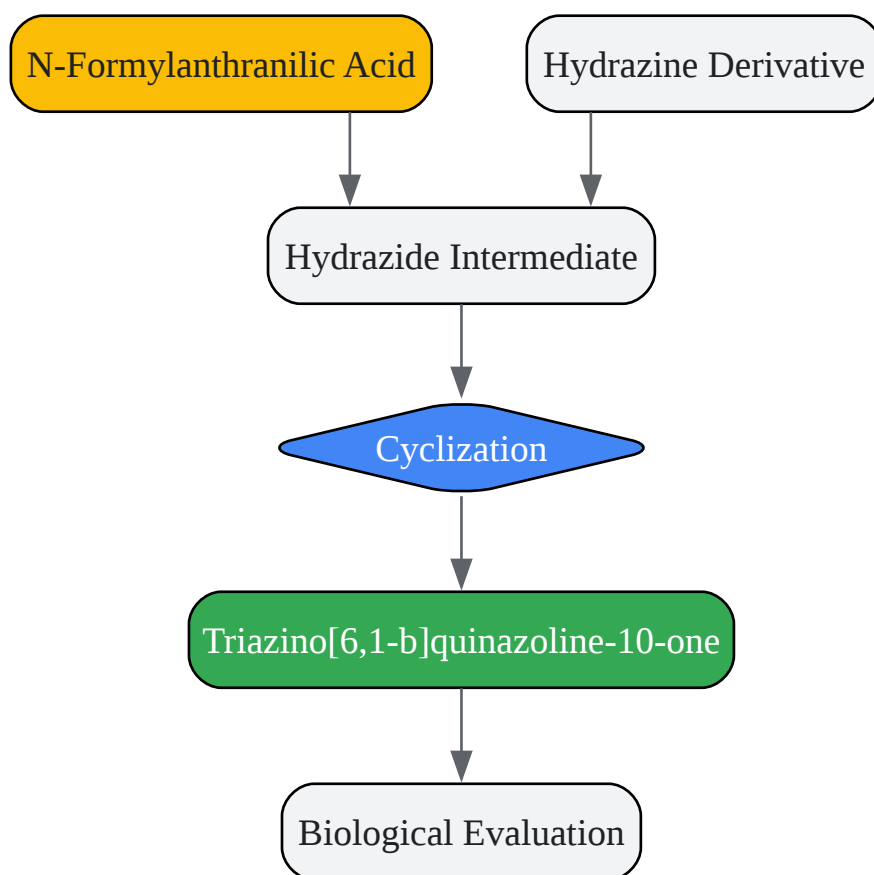 N-Formylanthranilic Acid
Hydrazine Derivative
Hydrazide Intermediate
Cyclization
Triazino[6,1-b]quinazoline-10-one
Biological Evaluation